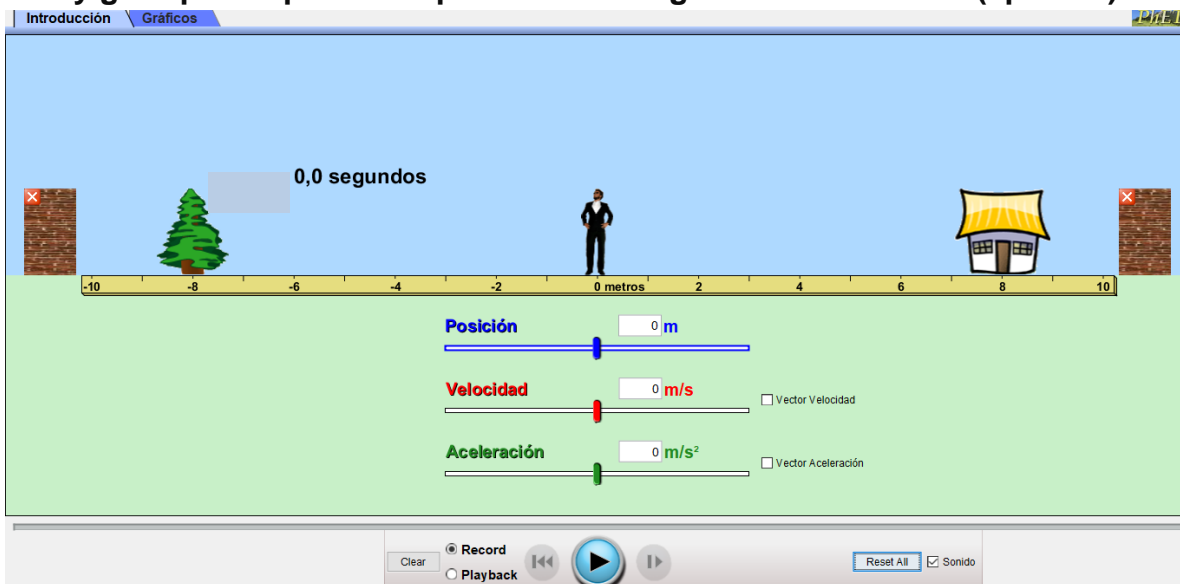 Introducción Gráficos PhET
0,0 segundos
-10 -8 -6 -4 -2 0 metros 2 4 6 8 10
Posición 0 m
Velocidad 0 m/s
Vector Velocidad
Aceleración 0 m/s²
Vector Aceleración
Clear
Record
Playback
Reset All Sonido